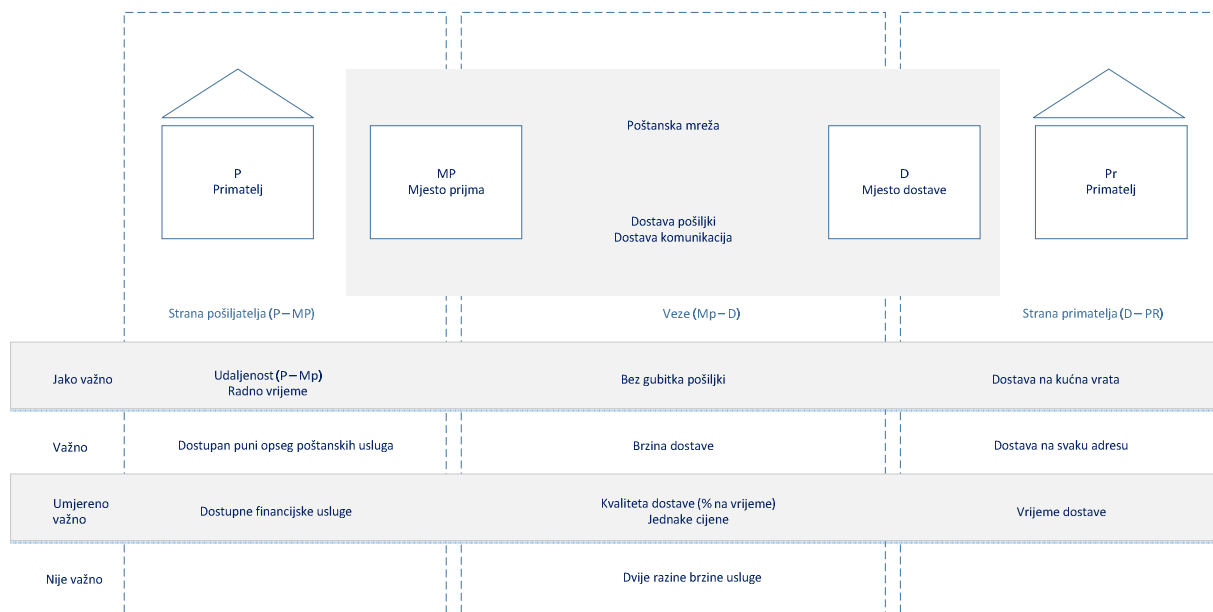 Poštanska mreža
P
Primatelj
MP
Mjesto prijma
D
Mjesto dostave
Pr
Primatelj
Dostava pošiljki
Dostava komunikacija
Strana pošiljatelja (P – MP)
Veze (Mp – D)
Strana primatelja (D – PR)
Jako važno
Udaljenost (P – Mp)
Radno vrijeme
Bez gubitka pošiljki
Dostava na kućna vrata
Važno
Dostupan puni opseg poštanskih usluga
Brzina dostave
Dostava na svaku adresu
Umjereno
važno
Dostupne financijske usluge
Kvaliteta dostave (% na vrijeme)
Jednake cijene
Vrijeme dostave
Nije važno
Dvije razine brzine usluge